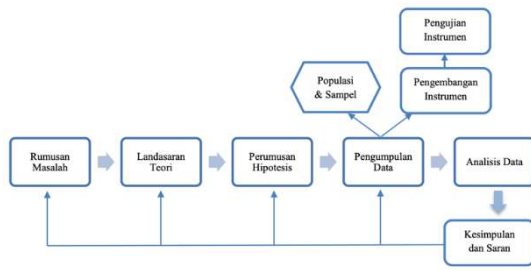 Pengujian
Instrumen
Populasi
& Sampel
Pengembangan
Instrumen
Rumusan
Masalah
Landasaran
Teori
Perumusan
Hipotesis
Pengumpulan
Data
Analisis Data
Kesimpulan
dan Saran